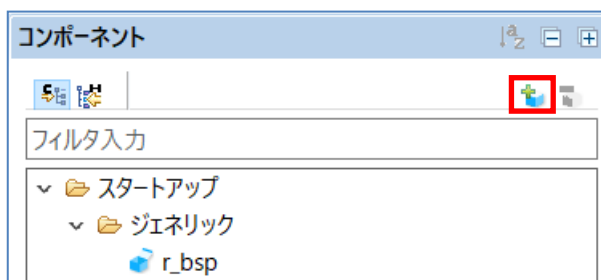 コンポーネント
フィルタ入力
スタートアップ
ジェネリック
r_bsp